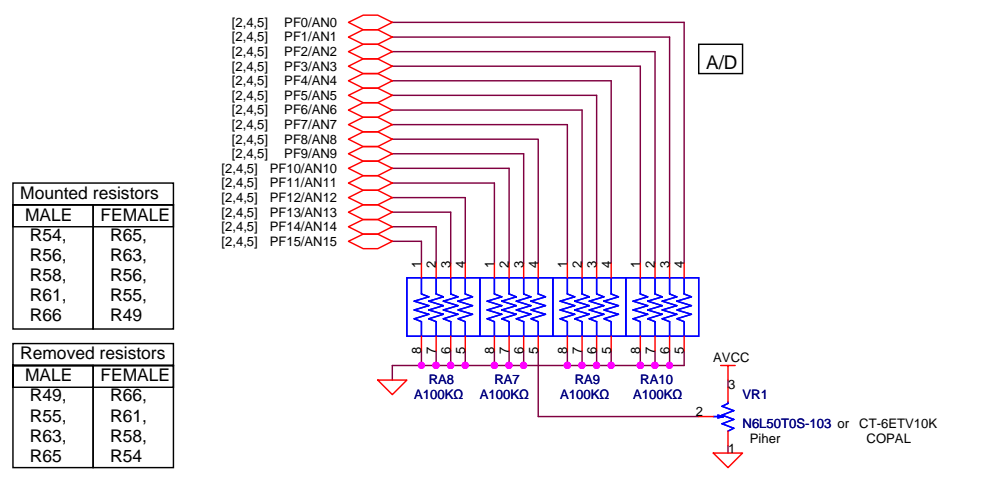 [2,4,5] PF0/AN0
[2,4,5] PF1/AN1
[2,4,5] PF2/AN2
[2,4,5] PF3/AN3
[2,4,5] PF4/AN4
[2,4,5] PF5/AN5
[2,4,5] PF6/AN6
[2,4,5] PF7/AN7
[2,4,5] PF8/AN8
[2,4,5] PF9/AN9
[2,4,5] PF10/AN10
[2,4,5] PF11/AN11
[2,4,5] PF12/AN12
[2,4,5] PF13/AN13
[2,4,5] PF14/AN14
[2,4,5] PF15/AN15
A/D
Mounted resistors
MALE FEMALE
R54, R65,
R56, R63,
R58, R56,
R61, R55,
R66 R49
Removed resistors
MALE FEMALE
R49, R66,
R55, R61,
R63, R58,
R65 R54
1 2 3 4 1 2 3 4 1 2 3 4 1 2 3 4
8 7 6 5 8 7 6 5 8 7 6 5 8 7 6 5
RA8 RA7 RA9 RA10
A100KΩ A100KΩ A100KΩ A100KΩ
AVCC
3
VR1
2
N6L50T0S-103 or CT-6ETV10K
Piher COPAL
1